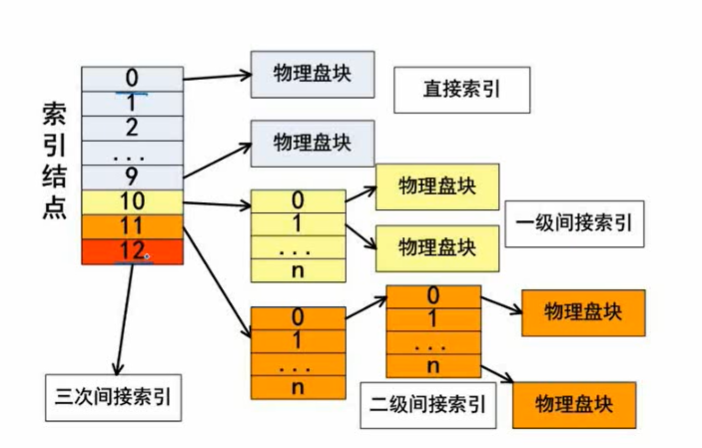 索引结点
0
1
2
...
9
10
11
12
物理盘块
直接索引
物理盘块
0
1
...
n
物理盘块
物理盘块
一级间接索引
0
1
...
n
0
1
...
n
物理盘块
物理盘块
二级间接索引
三次间接索引